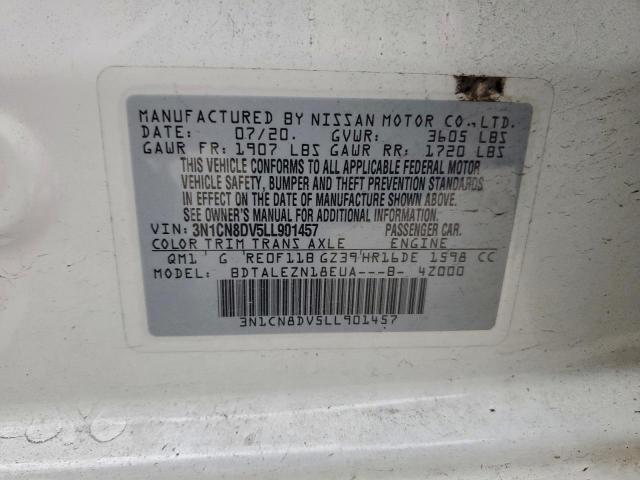 MANUFACTURED BY NISSAN MOTOR CO., LTD.
DATE: 07/20. GVWR: 3605 LBS
GAWR FR: 1907 LBS GAWR RR: 1720 LBS
THIS VEHICLE CONFORMS TO ALL APPLICABLE FEDERAL MOTOR
VEHICLE SAFETY, BUMPER AND THEFT PREVENTION STANDARDS
IN EFFECT ON THE DATE OF MANUFACTURE SHOWN ABOVE.
SEE OWNER'S MANUAL FOR ADDITIONAL INFORMATION.
VIN: 3N1CN8DV5LL901457 PASSENGER CAR.
COLOR TRIM TRANS AXLE ENGINE
QM1 G RE0F11B GZ39 HR16DE 1598 CC
MODEL: BDTALEZN18EUA---B- 4Z000
3N1CN8DV5LL901457